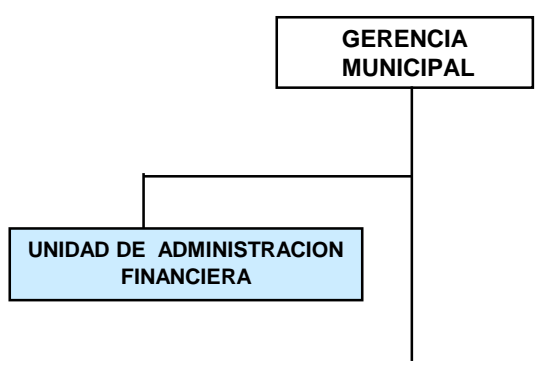 GERENCIA
MUNICIPAL
UNIDAD DE ADMINISTRACION
FINANCIERA